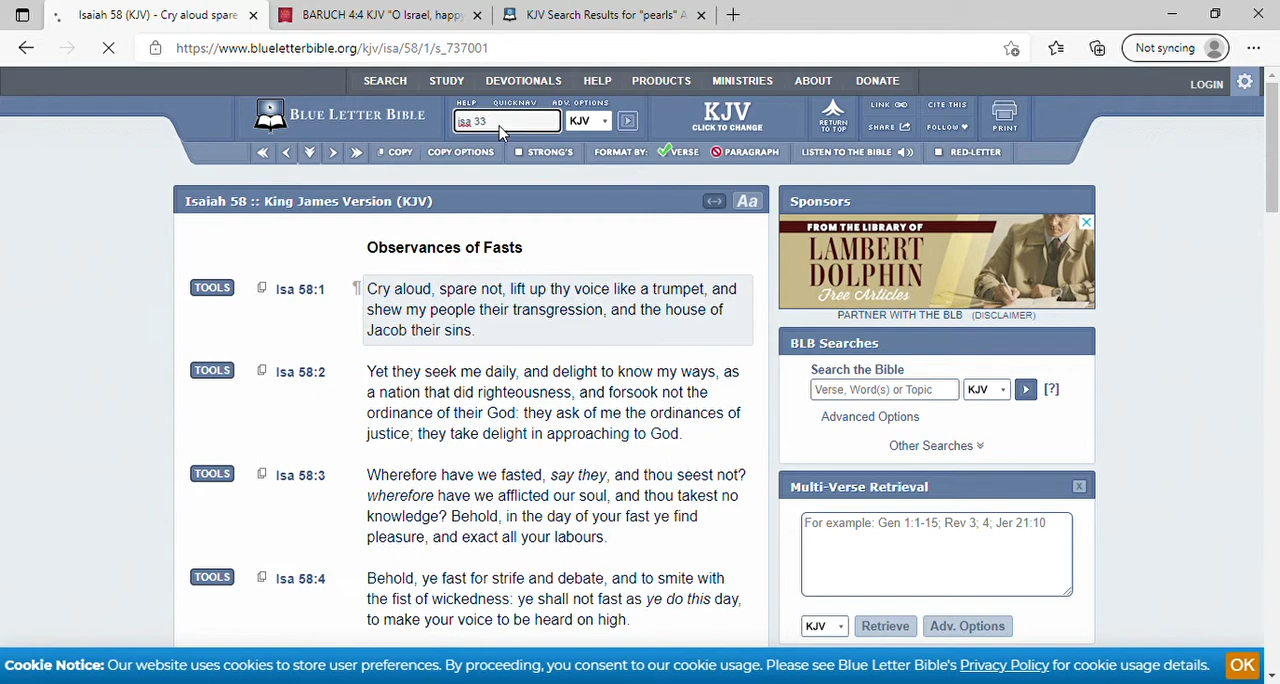 Isaiah 58 (KJV) - Cry aloud spare
BARUCH 4:4 KJV "O Israel, happy
KJV Search Results for "pearls"
https://www.blueletterbible.org/kjv/isa/58/1/s_737001
Not syncing
SEARCH STUDY DEVOTIONALS HELP PRODUCTS MINISTRIES ABOUT DONATE
LOGIN
BLUE LETTER BIBLE
HELP QUICKNAV ADV. OPTIONS
isa 33 KJV
KJV
CLICK TO CHANGE
RETURN
TO TOP
LINK CITE THIS
SHARE FOLLOW
PRINT
COPY COPY OPTIONS STRONG'S FORMAT BY: VERSE PARAGRAPH LISTEN TO THE BIBLE RED-LETTER
Isaiah 58 :: King James Version (KJV)
Aa
Observances of Fasts
TOOLS Isa 58:1 ¶ Cry aloud, spare not, lift up thy voice like a trumpet, and
shew my people their transgression, and the house of
Jacob their sins.
TOOLS Isa 58:2 Yet they seek me daily, and delight to know my ways, as
a nation that did righteousness, and forsook not the
ordinance of their God: they ask of me the ordinances of
justice; they take delight in approaching to God.
TOOLS Isa 58:3 Wherefore have we fasted, say they, and thou seest not?
wherefore have we afflicted our soul, and thou takest no
knowledge? Behold, in the day of your fast ye find
pleasure, and exact all your labours.
TOOLS Isa 58:4 Behold, ye fast for strife and debate, and to smite with
the fist of wickedness: ye shall not fast as ye do this day,
to make your voice to be heard on high.
Sponsors
FROM THE LIBRARY OF
LAMBERT
DOLPHIN
Free Articles
PARTNER WITH THE BLB (DISCLAIMER)
BLB Searches
Search the Bible
Verse, Word(s) or Topic KJV [?]
Advanced Options
Other Searches
Multi-Verse Retrieval
For example: Gen 1:1-15; Rev 3; 4; Jer 21:10
KJV Retrieve Adv. Options
Cookie Notice: Our website uses cookies to store user preferences. By proceeding, you consent to our cookie usage. Please see Blue Letter Bible's Privacy Policy for cookie usage details. OK